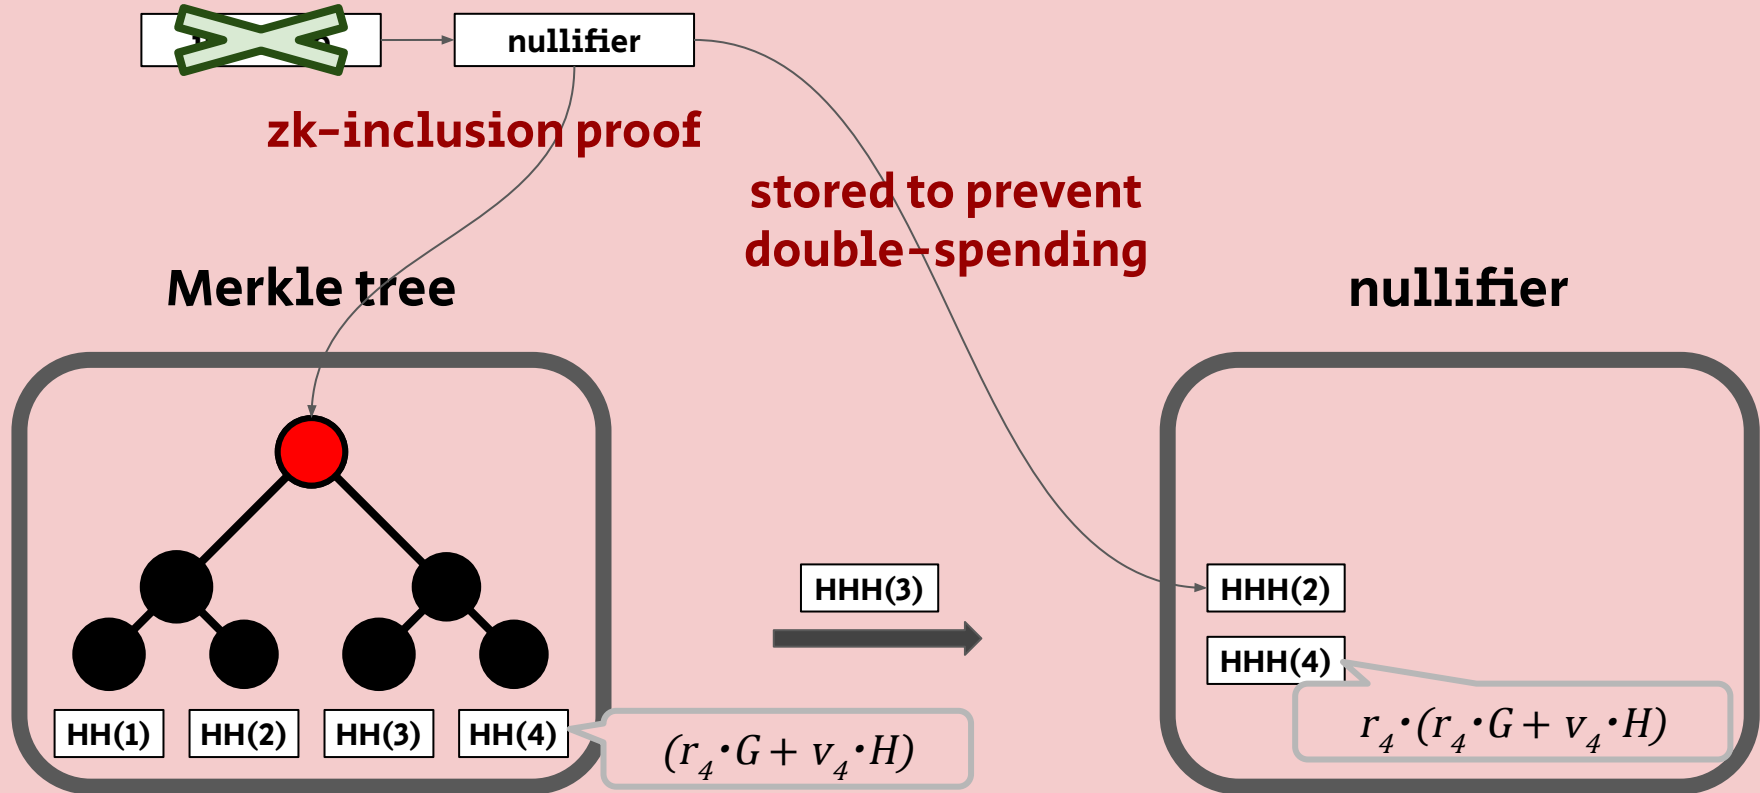 nullifier
zk-inclusion proof
stored to prevent
double-spending
Merkle tree
nullifier
HHH(3)
HHH(2)
HHH(4)
HH(1) HH(2) HH(3) HH(4)
(r₄·G + v₄·H)
r₄·(r₄·G + v₄·H)